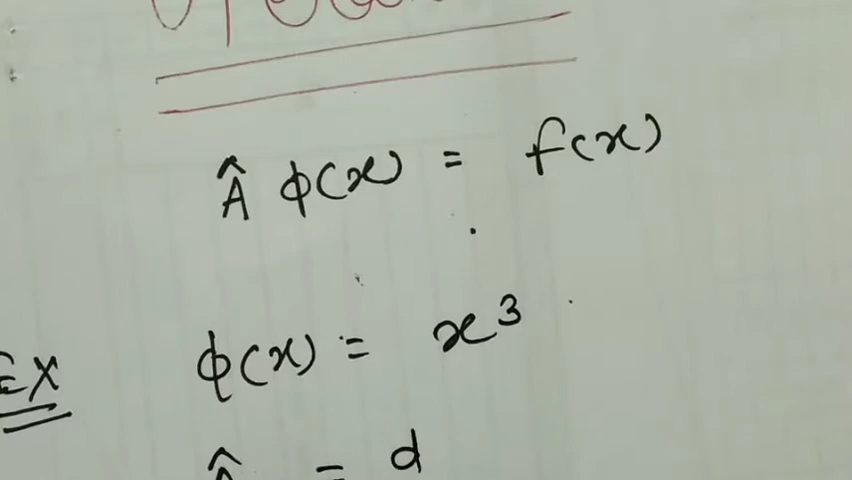 Â ϕ(x) = f(x)
Ex ϕ(x) = x³
Â = d